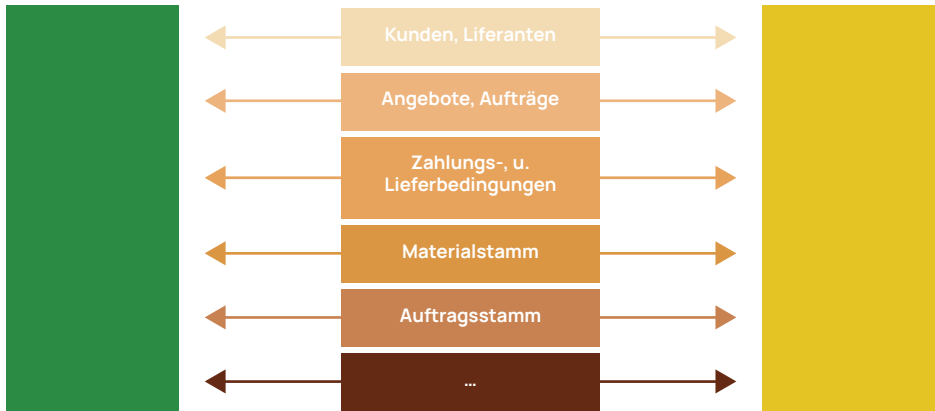 Kunden, Liferanten
Angebote, Aufträge
Zahlungs-, u.
Lieferbedingungen
Materialstamm
Auftragsstamm
...